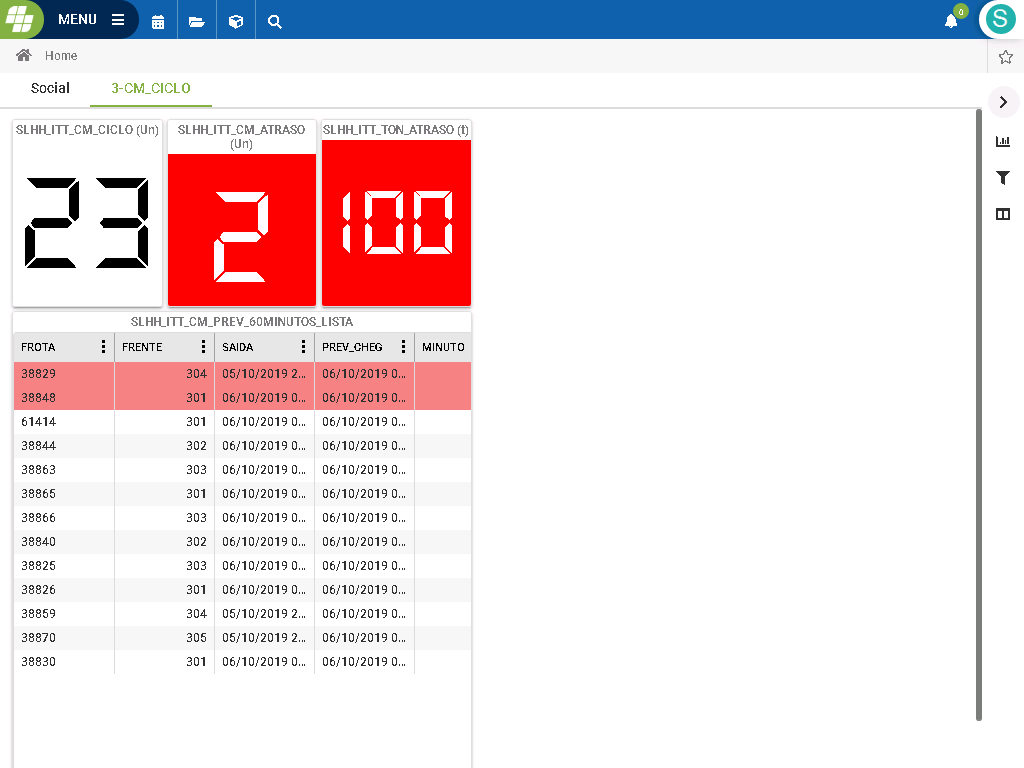 MENU
0
S
Home
Social
3-CM_CICLO
SLHH_ITT_CM_CICLO (Un)
SLHH_ITT_CM_ATRASO (Un)
SLHH_ITT_TON_ATRASO (t)
23
2
100
SLHH_ITT_CM_PREV_60MINUTOS_LISTA
FROTA FRENTE SAIDA PREV_CHEG MINUTO
38829 304 05/10/2019 2... 06/10/2019 0...
38848 301 06/10/2019 0... 06/10/2019 0...
61414 301 06/10/2019 0... 06/10/2019 0...
38844 302 06/10/2019 0... 06/10/2019 0...
38863 303 06/10/2019 0... 06/10/2019 0...
38865 301 06/10/2019 0... 06/10/2019 0...
38866 303 06/10/2019 0... 06/10/2019 0...
38840 302 06/10/2019 0... 06/10/2019 0...
38825 303 06/10/2019 0... 06/10/2019 0...
38826 301 06/10/2019 0... 06/10/2019 0...
38859 304 05/10/2019 2... 06/10/2019 0...
38870 305 05/10/2019 2... 06/10/2019 0...
38830 301 06/10/2019 0... 06/10/2019 0...